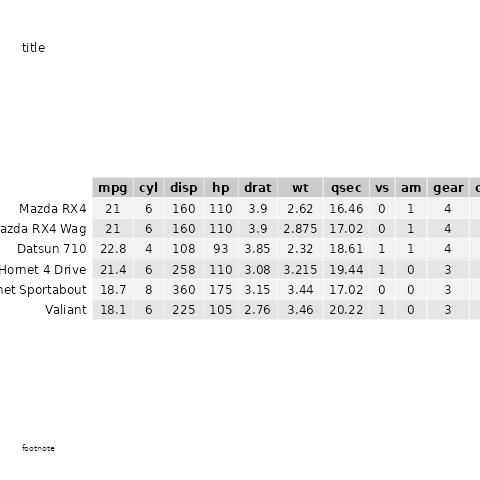 title
mpg cyl disp hp drat wt qsec vs am gear c
Mazda RX4 21 6 160 110 3.9 2.62 16.46 0 1 4
azda RX4 Wag 21 6 160 110 3.9 2.875 17.02 0 1 4
Datsun 710 22.8 4 108 93 3.85 2.32 18.61 1 1 4
Hornet 4 Drive 21.4 6 258 110 3.08 3.215 19.44 1 0 3
net Sportabout 18.7 8 360 175 3.15 3.44 17.02 0 0 3
Valiant 18.1 6 225 105 2.76 3.46 20.22 1 0 3
footnote